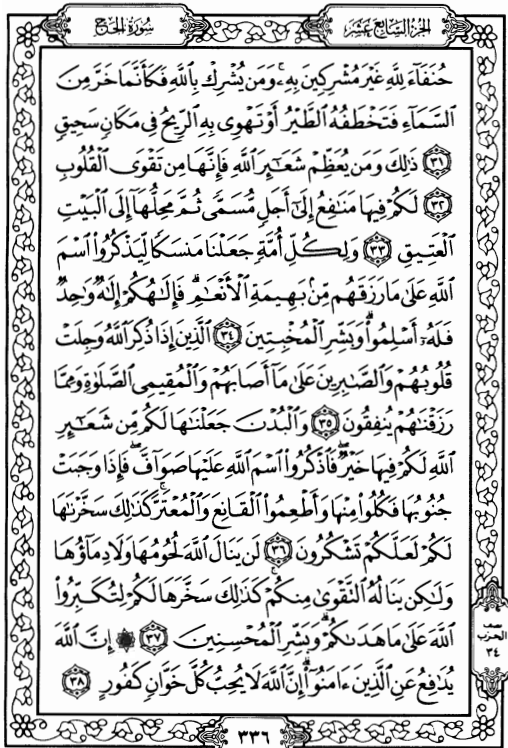 الجزء السابع عشر
سورة الحج
حُنَفَآءَ لِلَّهِ غَيْرَ مُشْرِكِينَ بِهِۦۚ وَمَن يُشْرِكْ بِٱللَّهِ فَكَأَنَّمَا خَرَّ مِنَ
ٱلسَّمَآءِ فَتَخْطَفُهُ ٱلطَّيْرُ أَوْ تَهْوِى بِهِ ٱلرِّيحُ فِى مَكَانٍ سَحِيقٍ
٣١ ذَٰلِكَ وَمَن يُعَظِّمْ شَعَٰٓئِرَ ٱللَّهِ فَإِنَّهَا مِن تَقْوَى ٱلْقُلُوبِ
٣٢ لَكُمْ فِيهَا مَنَٰفِعُ إِلَىٰٓ أَجَلٍ مُّسَمًّى ثُمَّ مَحِلُّهَآ إِلَى ٱلْبَيْتِ
ٱلْعَتِيقِ ٣٣ وَلِكُلِّ أُمَّةٍ جَعَلْنَا مَنسَكًا لِّيَذْكُرُوا۟ ٱسْمَ
ٱللَّهِ عَلَىٰ مَا رَزَقَهُم مِّنۢ بَهِيمَةِ ٱلْأَنْعَٰمِۗ فَإِلَٰهُكُمْ إِلَٰهٌ وَٰحِدٌ
فَلَهُۥٓ أَسْلِمُوا۟ۗ وَبَشِّرِ ٱلْمُخْبِتِينَ ٣٤ ٱلَّذِينَ إِذَا ذُكِرَ ٱللَّهُ وَجِلَتْ
قُلُوبُهُمْ وَٱلصَّٰبِرِينَ عَلَىٰ مَآ أَصَابَهُمْ وَٱلْمُقِيمِى ٱلصَّلَوٰةِ وَمِمَّا
رَزَقْنَٰهُمْ يُنفِقُونَ ٣٥ وَٱلْبُدْنَ جَعَلْنَٰهَا لَكُم مِّن شَعَٰٓئِرِ
ٱللَّهِ لَكُمْ فِيهَا خَيْرٌۖ فَٱذْكُرُوا۟ ٱسْمَ ٱللَّهِ عَلَيْهَا صَوَآفَّۖ فَإِذَا وَجَبَتْ
جُنُوبُهَا فَكُلُوا۟ مِنْهَا وَأَطْعِمُوا۟ ٱلْقَانِعَ وَٱلْمُعْتَرَّۚ كَذَٰلِكَ سَخَّرْنَٰهَا
لَكُمْ لَعَلَّكُمْ تَشْكُرُونَ ٣٦ لَن يَنَالَ ٱللَّهَ لُحُومُهَا وَلَا دِمَآؤُهَا
وَلَٰكِن يَنَالُهُ ٱلتَّقْوَىٰ مِنكُمْۚ كَذَٰلِكَ سَخَّرَهَا لَكُمْ لِتُكَبِّرُوا۟
ٱللَّهَ عَلَىٰ مَا هَدَىٰكُمْۗ وَبَشِّرِ ٱلْمُحْسِنِينَ ٣٧ ۞ إِنَّ ٱللَّهَ
يُدَٰفِعُ عَنِ ٱلَّذِينَ ءَامَنُوٓا۟ۗ إِنَّ ٱللَّهَ لَا يُحِبُّ كُلَّ خَوَّانٍ كَفُورٍ ٣٨
نصف
الحزب
٣٤
٣٣٦